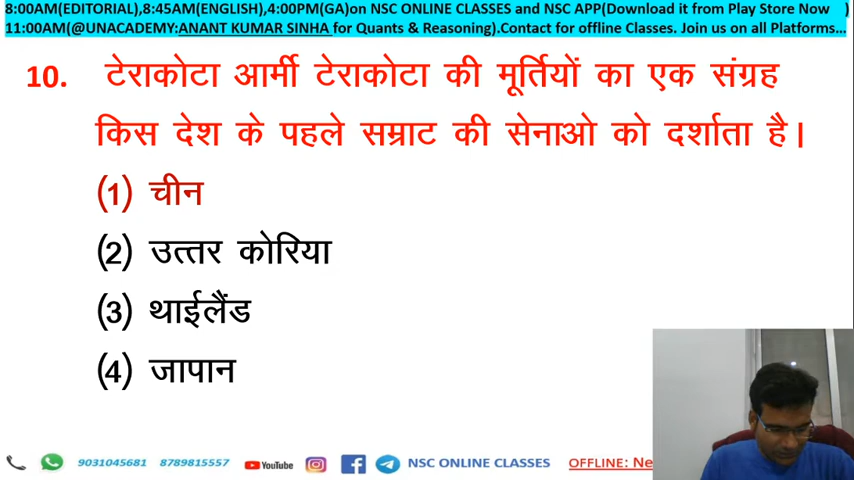 8:00AM(EDITORIAL),8:45AM(ENGLISH),4:00PM(GA)on NSC ONLINE CLASSES and NSC APP(Download it from Play Store Now )
11:00AM(@UNACADEMY:ANANT KUMAR SINHA for Quants & Reasoning).Contact for offline Classes. Join us on all Platforms...
10. टेराकोटा आर्मी टेराकोटा की मूर्तियों का एक संग्रह
किस देश के पहले सम्राट की सेनाओ को दर्शाता है।
(1) चीन
(2) उत्तर कोरिया
(3) थाईलैंड
(4) जापान
9031045681 8789815557 YouTube NSC ONLINE CLASSES OFFLINE: Ne